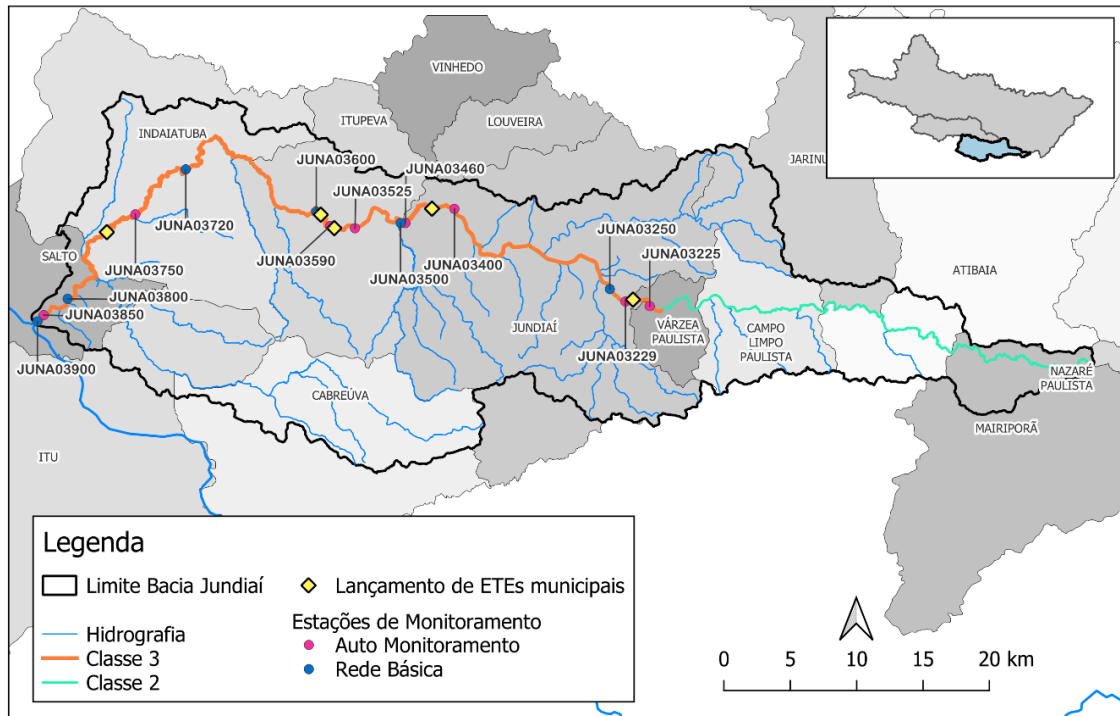 VINHEDO
ITUPEVA
LOUVEIRA
INDAIATUBA
JARINU
JUNA03600
JUNA03460
JUNA03525
JUNA03720
JUNA03590
JUNA03250
JUNA03225
SALTO
JUNA03750
JUNA03400
JUNA03500
ATIBAIA
JUNA03800
JUNA03850
JUNDIAÍ
VÁRZEA
PAULISTA
CAMPO
LIMPO
PAULISTA
JUNA03229
JUNA03900
NAZARÉ
PAULISTA
CABREÚVA
MAIRIPORÃ
ITU
Legenda
Limite Bacia Jundiaí
Lançamento de ETEs municipais
Estações de Monitoramento
Hidrografia
Auto Monitoramento
Classe 3
Rede Básica
Classe 2
0 5 10 15 20 km